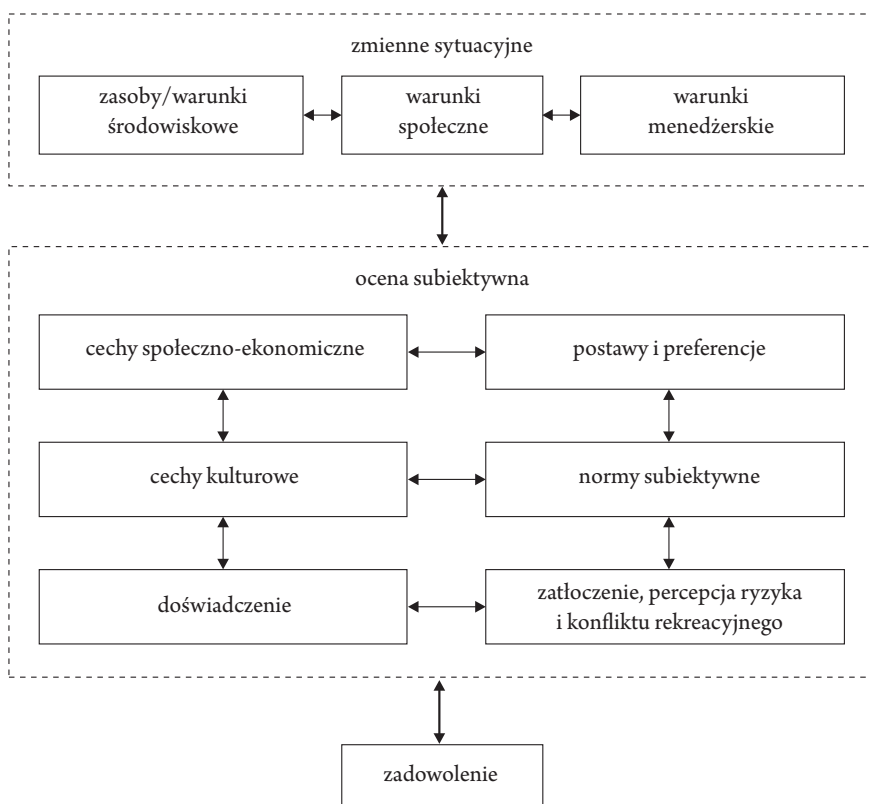 zmienne sytuacyjne
zasoby/warunki
środowiskowe
warunki
społeczne
warunki
menedżerskie
ocena subiektywna
cechy społeczno-ekonomiczne
postawy i preferencje
cechy kulturowe
normy subiektywne
doświadczenie
zatłoczenie, percepcja ryzyka
i konfliktu rekreacyjnego
zadowolenie